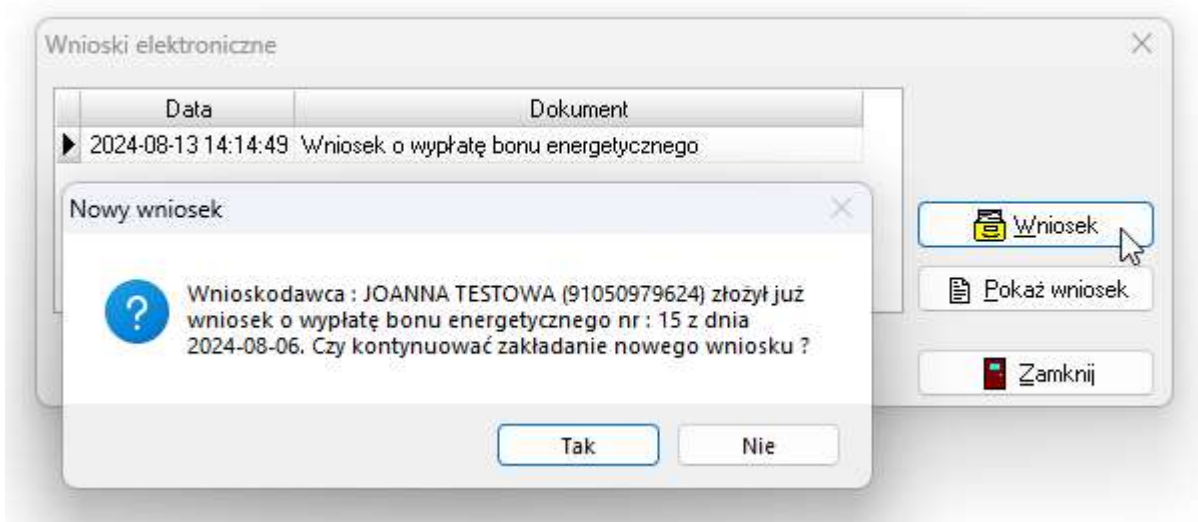 Wnioski elektroniczne
Data Dokument
2024-08-13 14:14:49 Wniosek o wypłatę bonu energetycznego
Nowy wniosek
Wniosek
Wnioskodawca : JOANNA TESTOWA (91050979624) złożył już
wniosek o wypłatę bonu energetycznego nr : 15 z dnia
2024-08-06. Czy kontynuować zakładanie nowego wniosku ?
Pokaż wniosek
Zamknij
Tak Nie